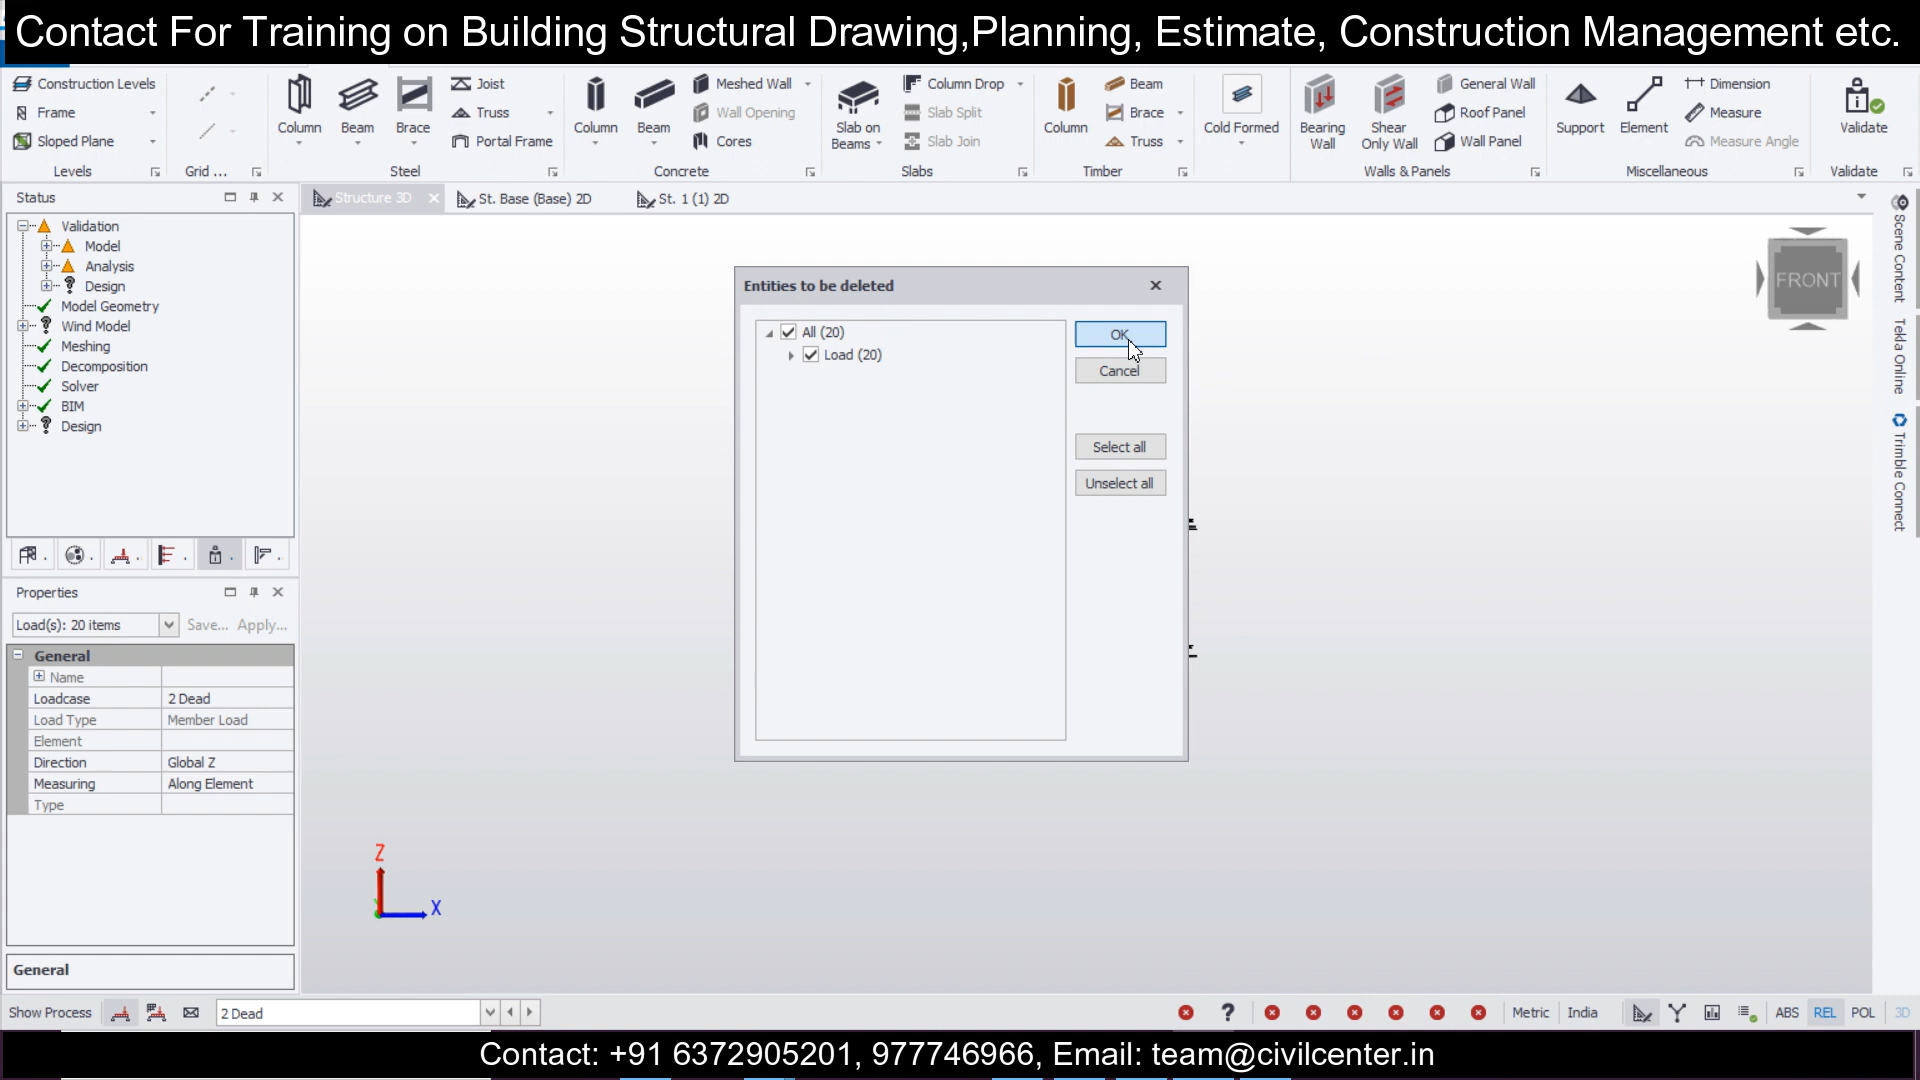 Contact For Training on Building Structural Drawing,Planning, Estimate, Construction Management etc.
Construction Levels
Frame
Sloped Plane
Levels
Grid ...
Column
Beam
Brace
Joist
Truss
Portal Frame
Steel
Column
Beam
Meshed Wall
Wall Opening
Cores
Concrete
Slab on
Beams
Column Drop
Slab Split
Slab Join
Slabs
Column
Beam
Brace
Truss
Timber
Cold Formed
Bearing
Wall
Shear
Only Wall
General Wall
Roof Panel
Wall Panel
Walls & Panels
Support
Element
Dimension
Measure
Measure Angle
Miscellaneous
Validate
Validate
Status
Validation
Model
Analysis
Design
Model Geometry
Wind Model
Meshing
Decomposition
Solver
BIM
Design
Structure 3D
St. Base (Base) 2D
St. 1 (1) 2D
FRONT
Scene Content
Tekla Online
Trimble Connect
Entities to be deleted
All (20)
Load (20)
OK
Cancel
Select all
Unselect all
Properties
Load(s): 20 items
Save...
Apply...
General
Name
Loadcase 2 Dead
Load Type Member Load
Element
Direction Global Z
Measuring Along Element
Type
General
Z
X
Show Process
2 Dead
Metric
India
ABS
REL
POL
3D
Contact: +91 6372905201, 977746966, Email: team@civilcenter.in